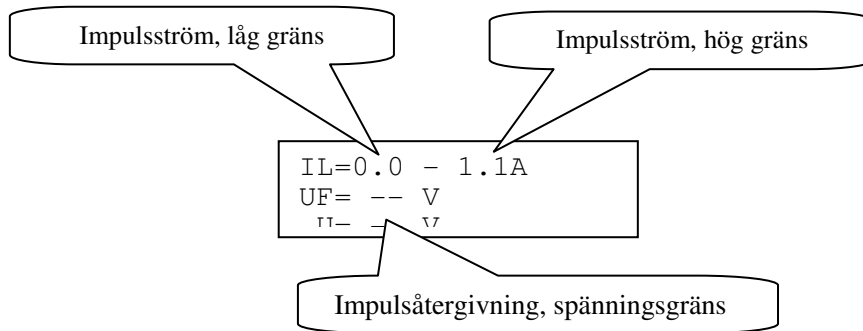 Impulsström, låg gräns
Impulsström, hög gräns
IL=0.0 – 1.1A
UF= -- V
Impulsåtergivning, spänningsgräns